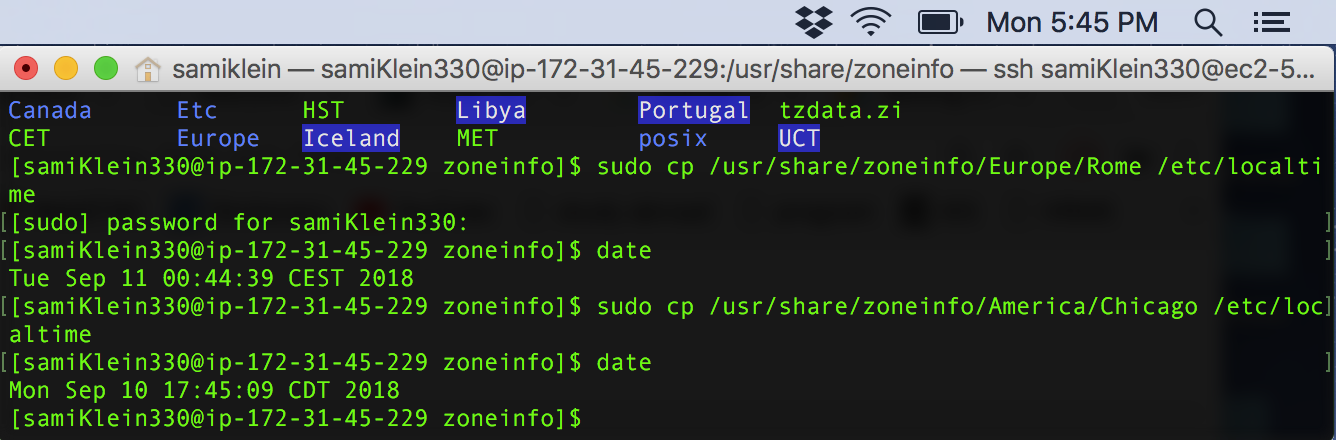 Mon 5:45 PM
samiklein — samiKlein330@ip-172-31-45-229:/usr/share/zoneinfo — ssh samiKlein330@ec2-5...
Canada Etc HST Libya Portugal tzdata.zi
CET Europe Iceland MET posix UCT
[samiKlein330@ip-172-31-45-229 zoneinfo]$ sudo cp /usr/share/zoneinfo/Europe/Rome /etc/localti
me
[[sudo] password for samiKlein330: ]
[[samiKlein330@ip-172-31-45-229 zoneinfo]$ date ]
Tue Sep 11 00:44:39 CEST 2018
[samiKlein330@ip-172-31-45-229 zoneinfo]$ sudo cp /usr/share/zoneinfo/America/Chicago /etc/loc]
altime
[[samiKlein330@ip-172-31-45-229 zoneinfo]$ date ]
Mon Sep 10 17:45:09 CDT 2018
[samiKlein330@ip-172-31-45-229 zoneinfo]$